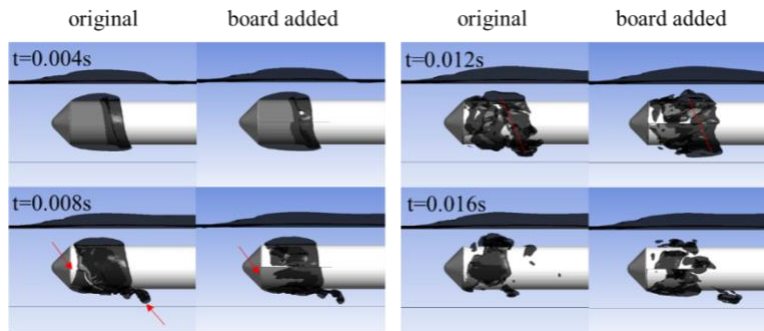 original board added original board added
t=0.004s t=0.012s
t=0.008s t=0.016s